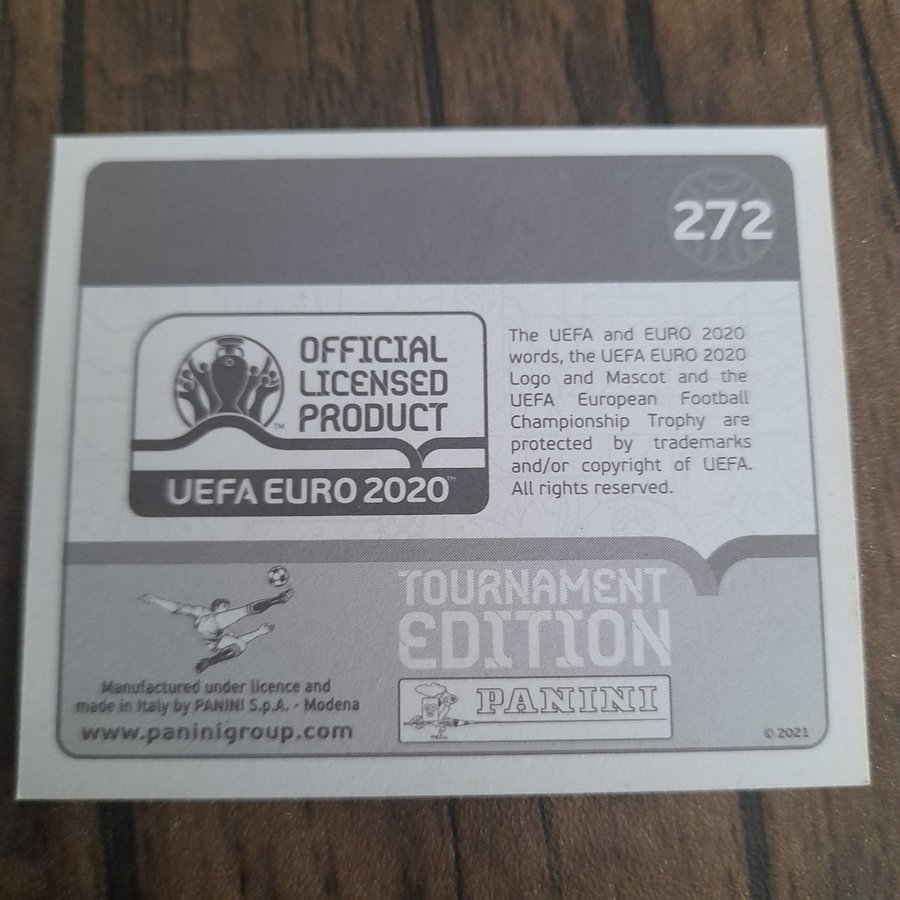 272
OFFICIAL
LICENSED
PRODUCT
TM
UEFA EURO 2020
TM
The UEFA and EURO 2020
words, the UEFA EURO 2020
Logo and Mascot and the
UEFA European Football
Championship Trophy are
protected by trademarks
and/or copyright of UEFA.
All rights reserved.
TOURNAMENT
EDITION
Manufactured under licence and
made in Italy by PANINI S.p.A. - Modena
www.paninigroup.com
PANINI
© 2021